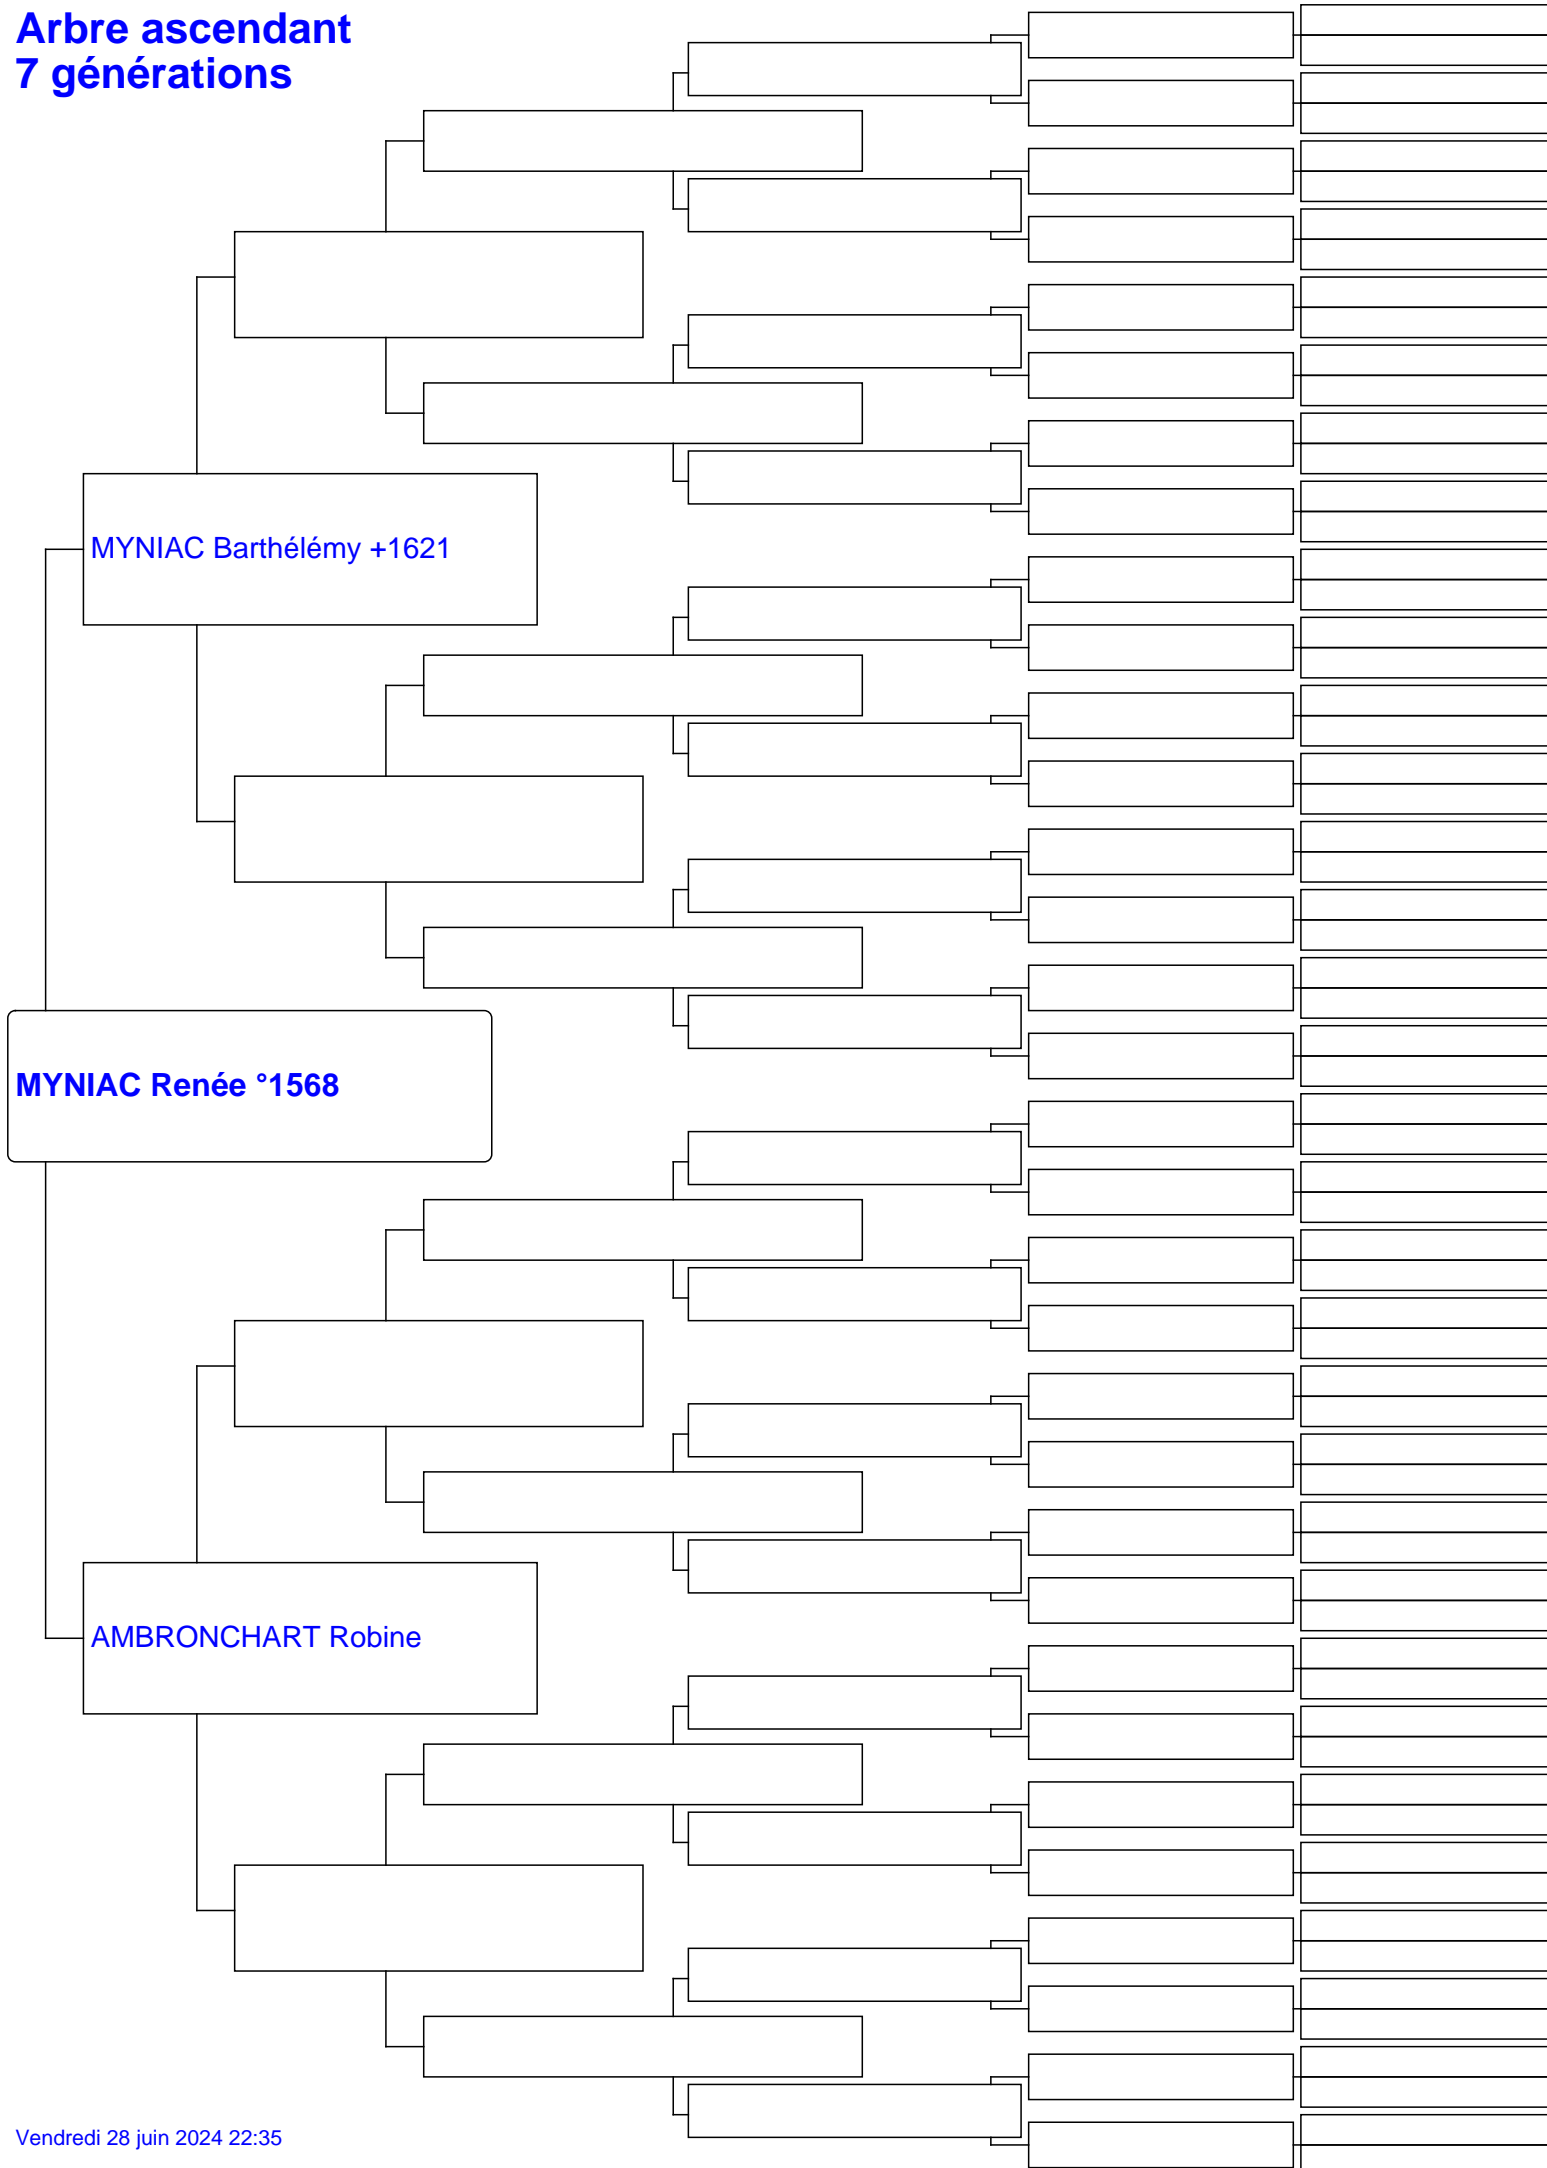 Arbre ascendant
7 générations
MYNIAC Barthélémy +1621
MYNIAC Renée °1568
AMBRONCHART Robine
Vendredi 28 juin 2024 22:35